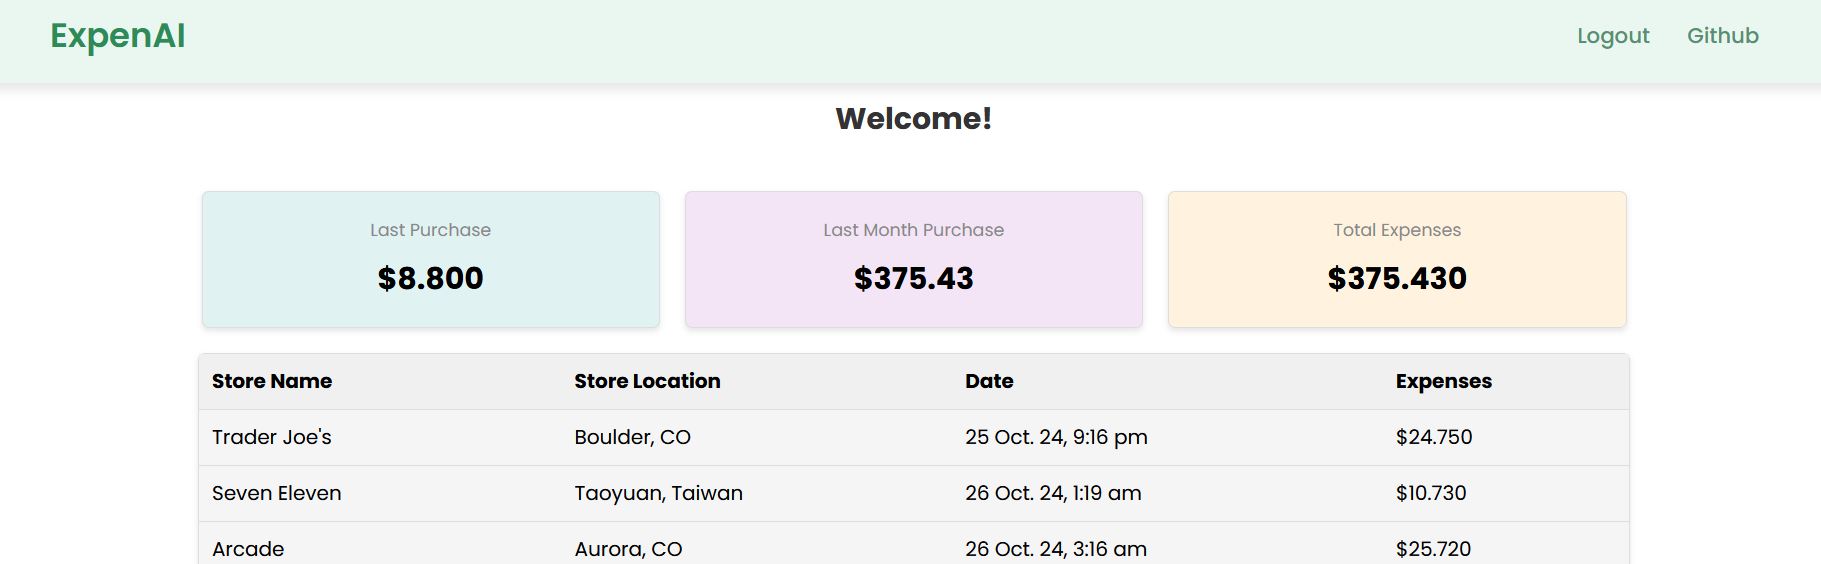 ExpenAI Logout Github
Welcome!
Last Purchase Last Month Purchase Total Expenses
$8.800 $375.43 $375.430
Store Name Store Location Date Expenses
Trader Joe's Boulder, CO 25 Oct. 24, 9:16 pm $24.750
Seven Eleven Taoyuan, Taiwan 26 Oct. 24, 1:19 am $10.730
Arcade Aurora, CO 26 Oct. 24, 3:16 am $25.720